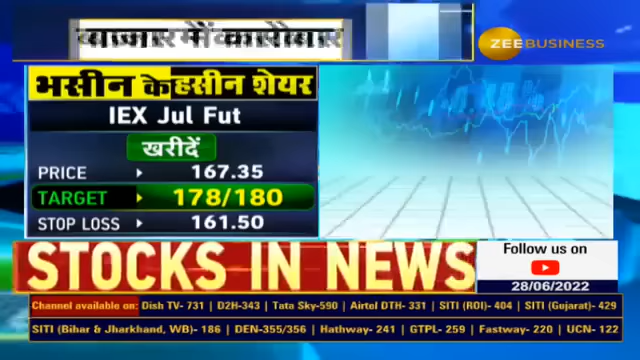 बाजार में कारोबार
ZEE BUSINESS
भसीन के हसीन शेयर
IEX Jul Fut
खरीदें
PRICE 167.35
TARGET 178/180
STOP LOSS 161.50
STOCKS IN NEWS
Follow us on
28/06/2022
Channel available on: Dish TV- 731 | D2H-343 | Tata Sky-590 | Airtel DTH- 331 | SITI (ROI)- 404 | SITI (Gujarat)- 429
SITI (Bihar & Jharkhand, WB)- 186 | DEN-355/356 | Hathway- 241 | GTPL- 259 | Fastway- 220 | UCN- 122